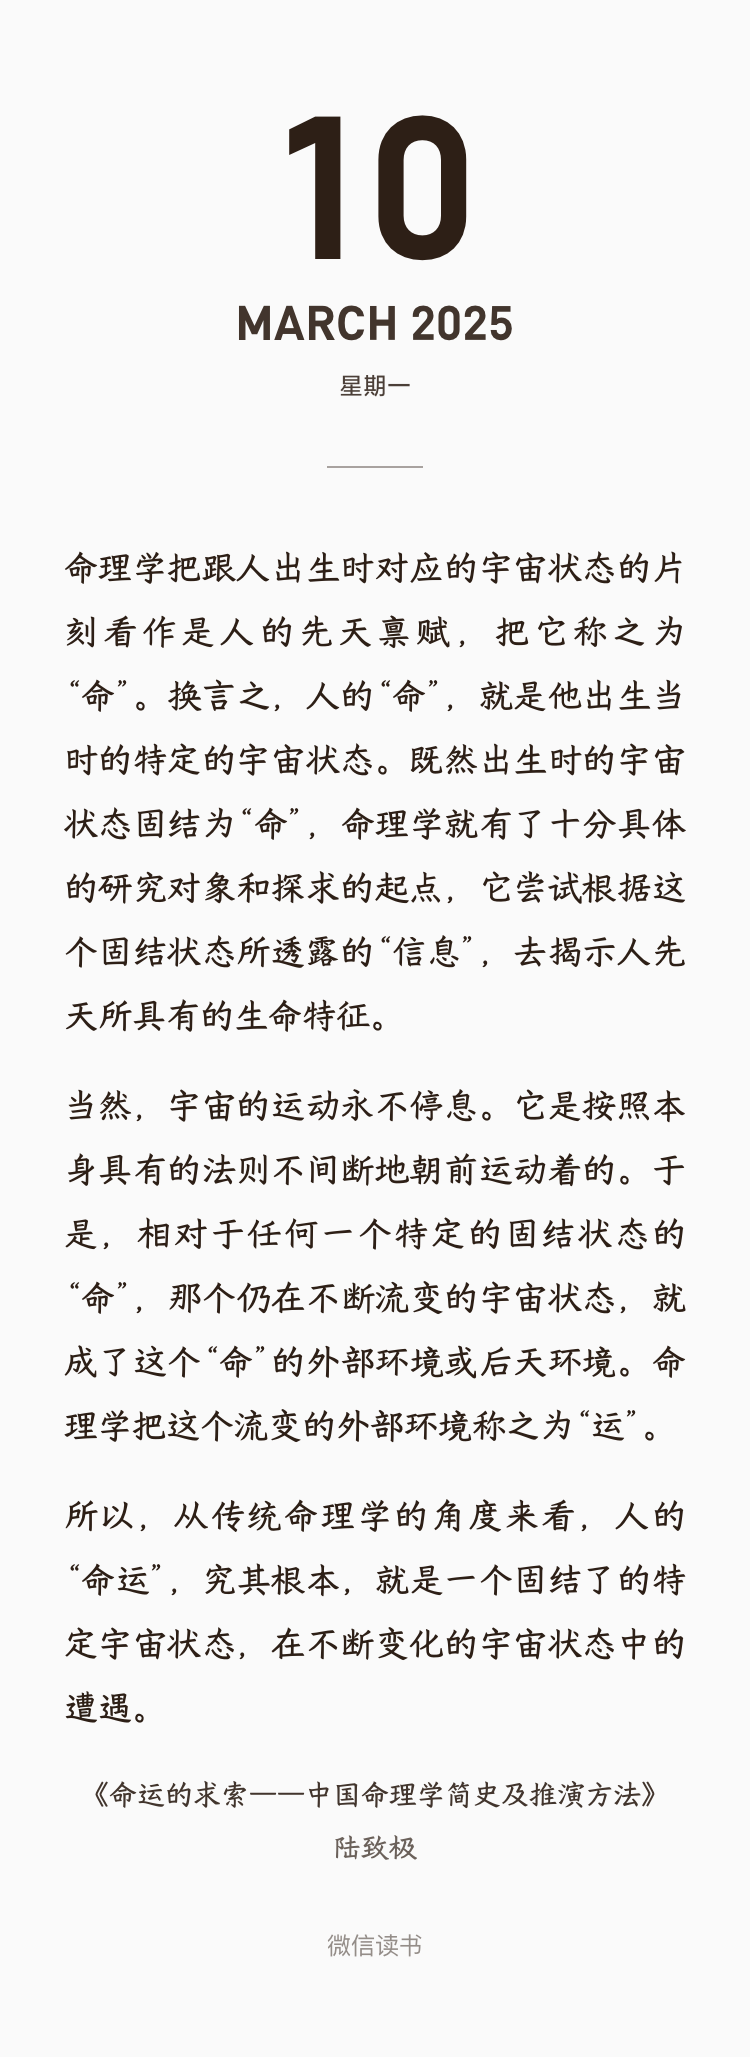 10
MARCH 2025
星期一
命理学把跟人出生时对应的宇宙状态的片
刻看作是人的先天禀赋，把它称之为
“命”。换言之，人的“命”，就是他出生当
时的特定的宇宙状态。既然出生时的宇宙
状态固结为“命”，命理学就有了十分具体
的研究对象和探求的起点，它尝试根据这
个固结状态所透露的“信息”，去揭示人先
天所具有的生命特征。
当然，宇宙的运动永不停息。它是按照本
身具有的法则不间断地朝前运动着的。于
是，相对于任何一个特定的固结状态的
“命”，那个仍在不断流变的宇宙状态，就
成了这个“命”的外部环境或后天环境。命
理学把这个流变的外部环境称之为“运”。
所以，从传统命理学的角度来看，人的
“命运”，究其根本，就是一个固结了的特
定宇宙状态，在不断变化的宇宙状态中的
遭遇。
《命运的求索——中国命理学简史及推演方法》
陆致极
微信读书